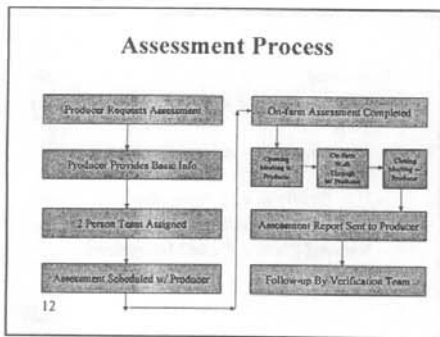 Assessment Process
Producer Requests Assessment
Producer Provides Basic Info
2 Person Team Assigned
Assessment Scheduled w/ Producer
On-farm Assessment Completed
Opening
Meeting w/
Producer
On-farm
Walk
Through
w/ Producer
Closing
Meeting w/
Producer
Assessment Report Sent to Producer
Follow-up By Verification Team
12